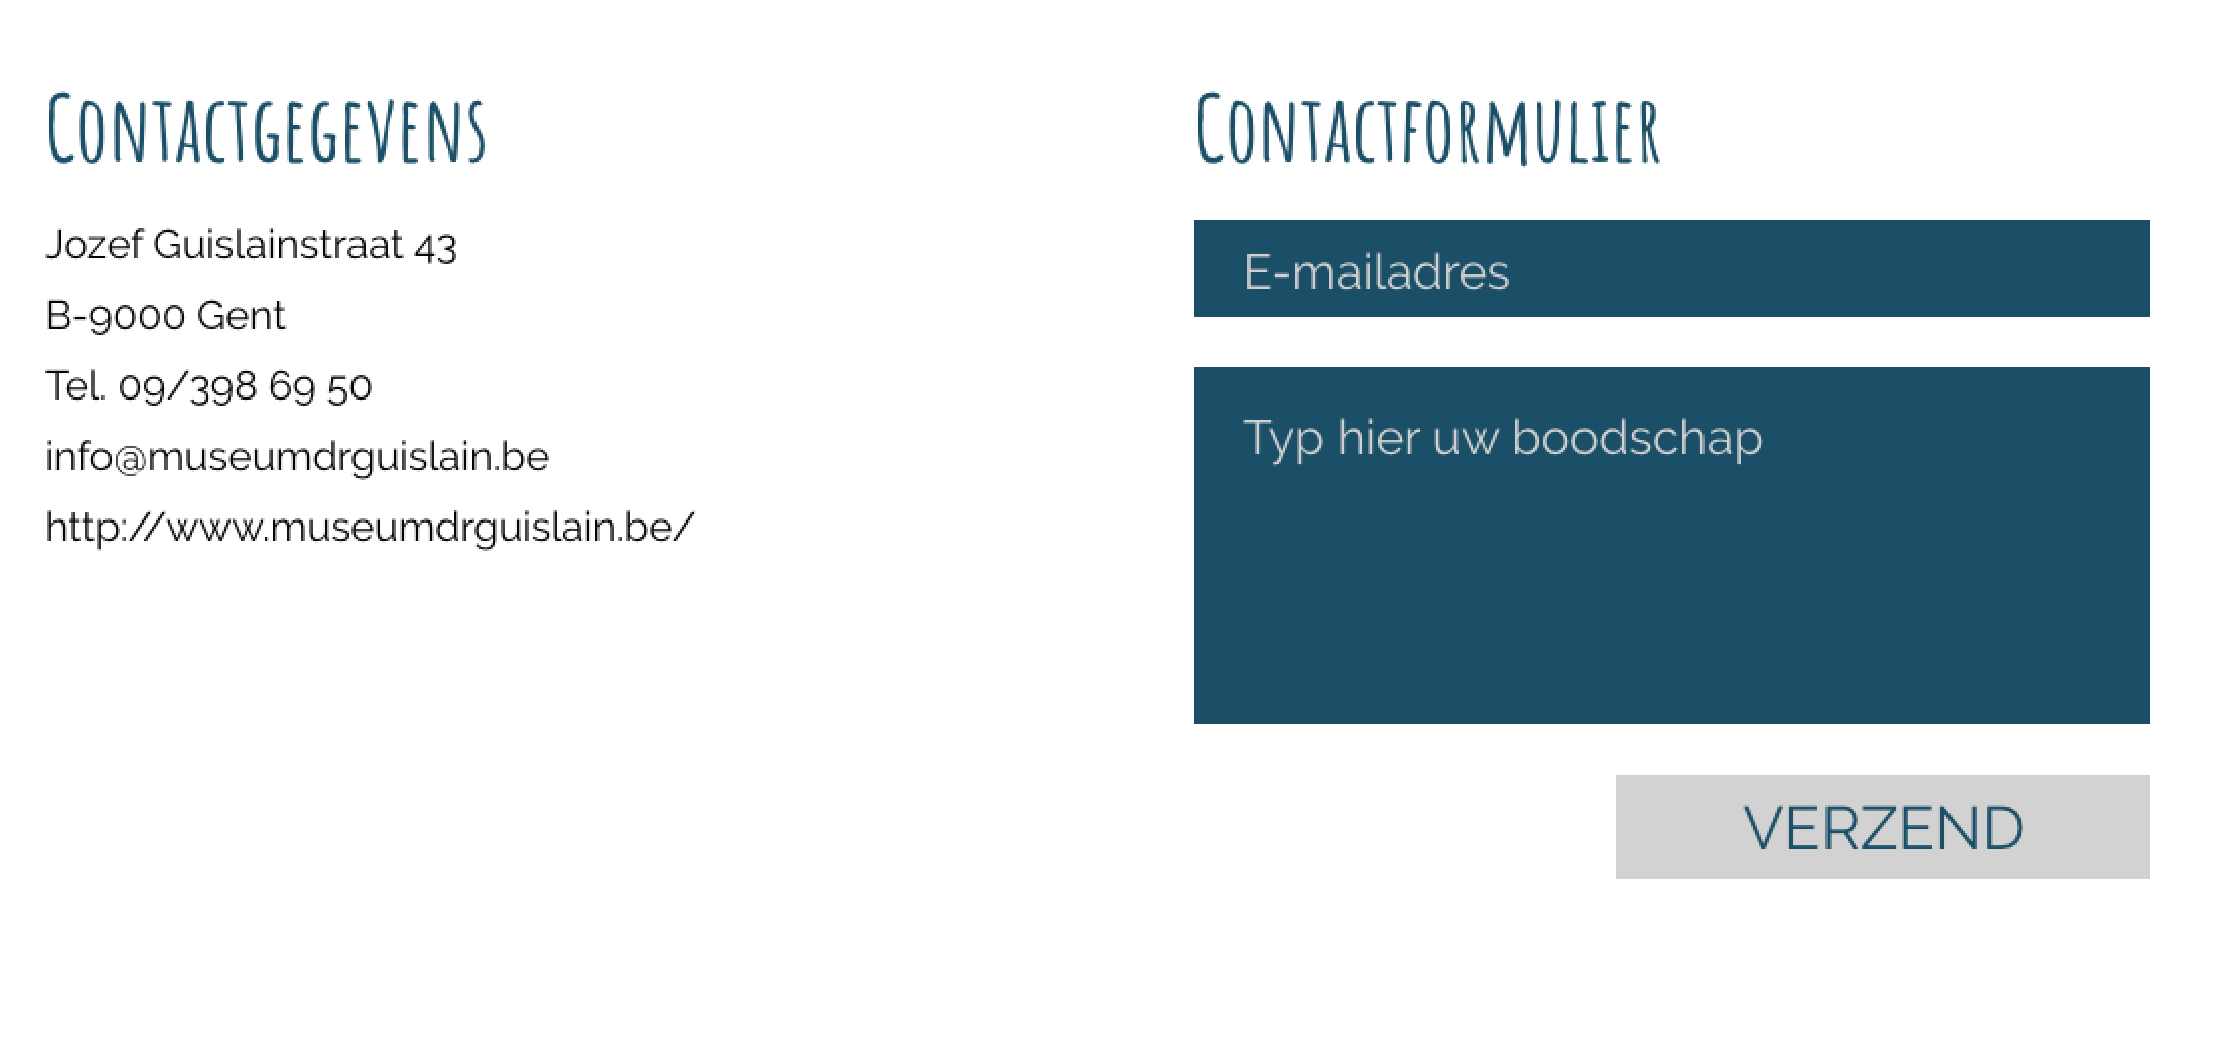 Contactgegevens
Jozef Guislainstraat 43
B-9000 Gent
Tel. 09/398 69 50
info@museumdrguislain.be
http://www.museumdrguislain.be/
Contactformulier
E-mailadres
Typ hier uw boodschap
VERZEND